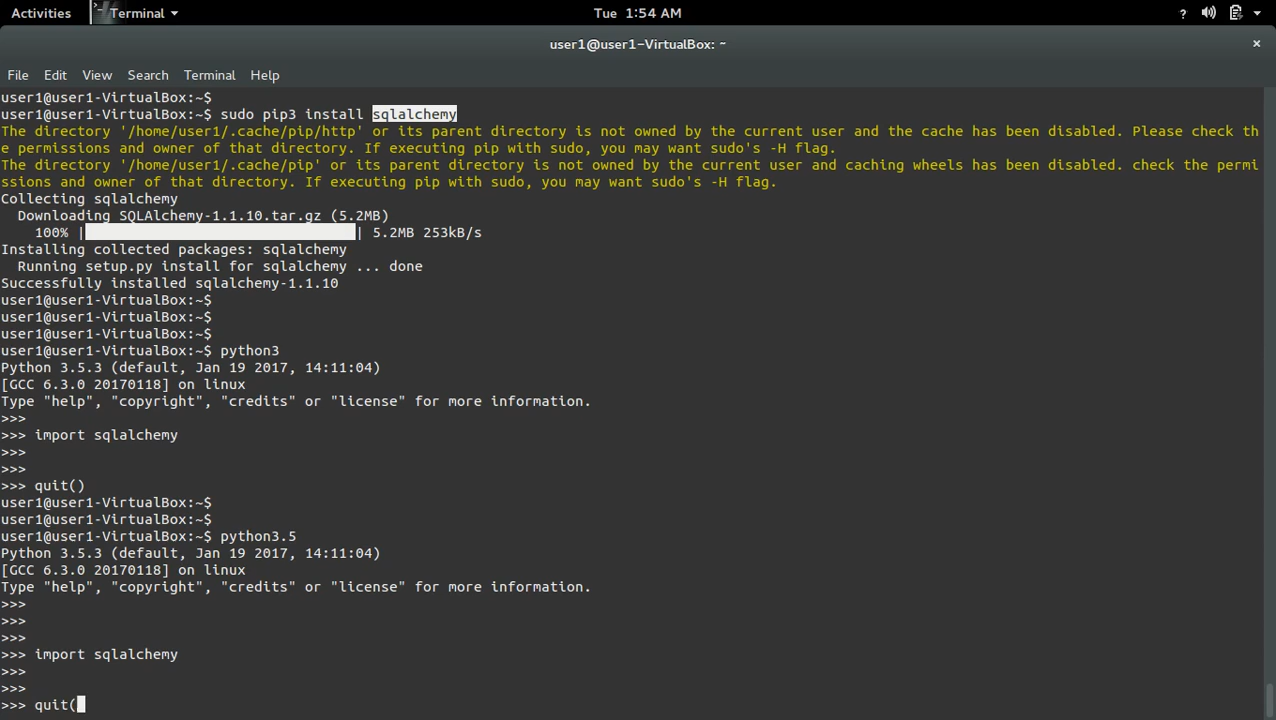 Activities Terminal Tue 1:54 AM ?
user1@user1-VirtualBox: ~ ×
File Edit View Search Terminal Help
user1@user1-VirtualBox:~$
user1@user1-VirtualBox:~$ sudo pip3 install sqlalchemy
The directory '/home/user1/.cache/pip/http' or its parent directory is not owned by the current user and the cache has been disabled. Please check th
e permissions and owner of that directory. If executing pip with sudo, you may want sudo's -H flag.
The directory '/home/user1/.cache/pip' or its parent directory is not owned by the current user and caching wheels has been disabled. check the permi
ssions and owner of that directory. If executing pip with sudo, you may want sudo's -H flag.
Collecting sqlalchemy
  Downloading SQLAlchemy-1.1.10.tar.gz (5.2MB)
    100% | | 5.2MB 253kB/s
Installing collected packages: sqlalchemy
  Running setup.py install for sqlalchemy ... done
Successfully installed sqlalchemy-1.1.10
user1@user1-VirtualBox:~$
user1@user1-VirtualBox:~$
user1@user1-VirtualBox:~$
user1@user1-VirtualBox:~$ python3
Python 3.5.3 (default, Jan 19 2017, 14:11:04)
[GCC 6.3.0 20170118] on linux
Type "help", "copyright", "credits" or "license" for more information.
>>>
>>> import sqlalchemy
>>>
>>>
>>> quit()
user1@user1-VirtualBox:~$
user1@user1-VirtualBox:~$
user1@user1-VirtualBox:~$ python3.5
Python 3.5.3 (default, Jan 19 2017, 14:11:04)
[GCC 6.3.0 20170118] on linux
Type "help", "copyright", "credits" or "license" for more information.
>>>
>>>
>>>
>>> import sqlalchemy
>>>
>>>
>>> quit(